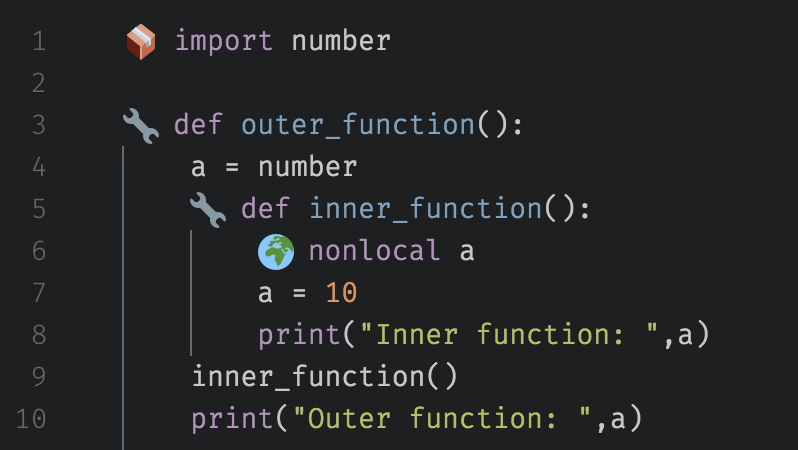 1 📦 import number
2
3 🔧 def outer_function():
4 a = number
5 🔧 def inner_function():
6 🌍 nonlocal a
7 a = 10
8 print("Inner function: ",a)
9 inner_function()
10 print("Outer function: ",a)